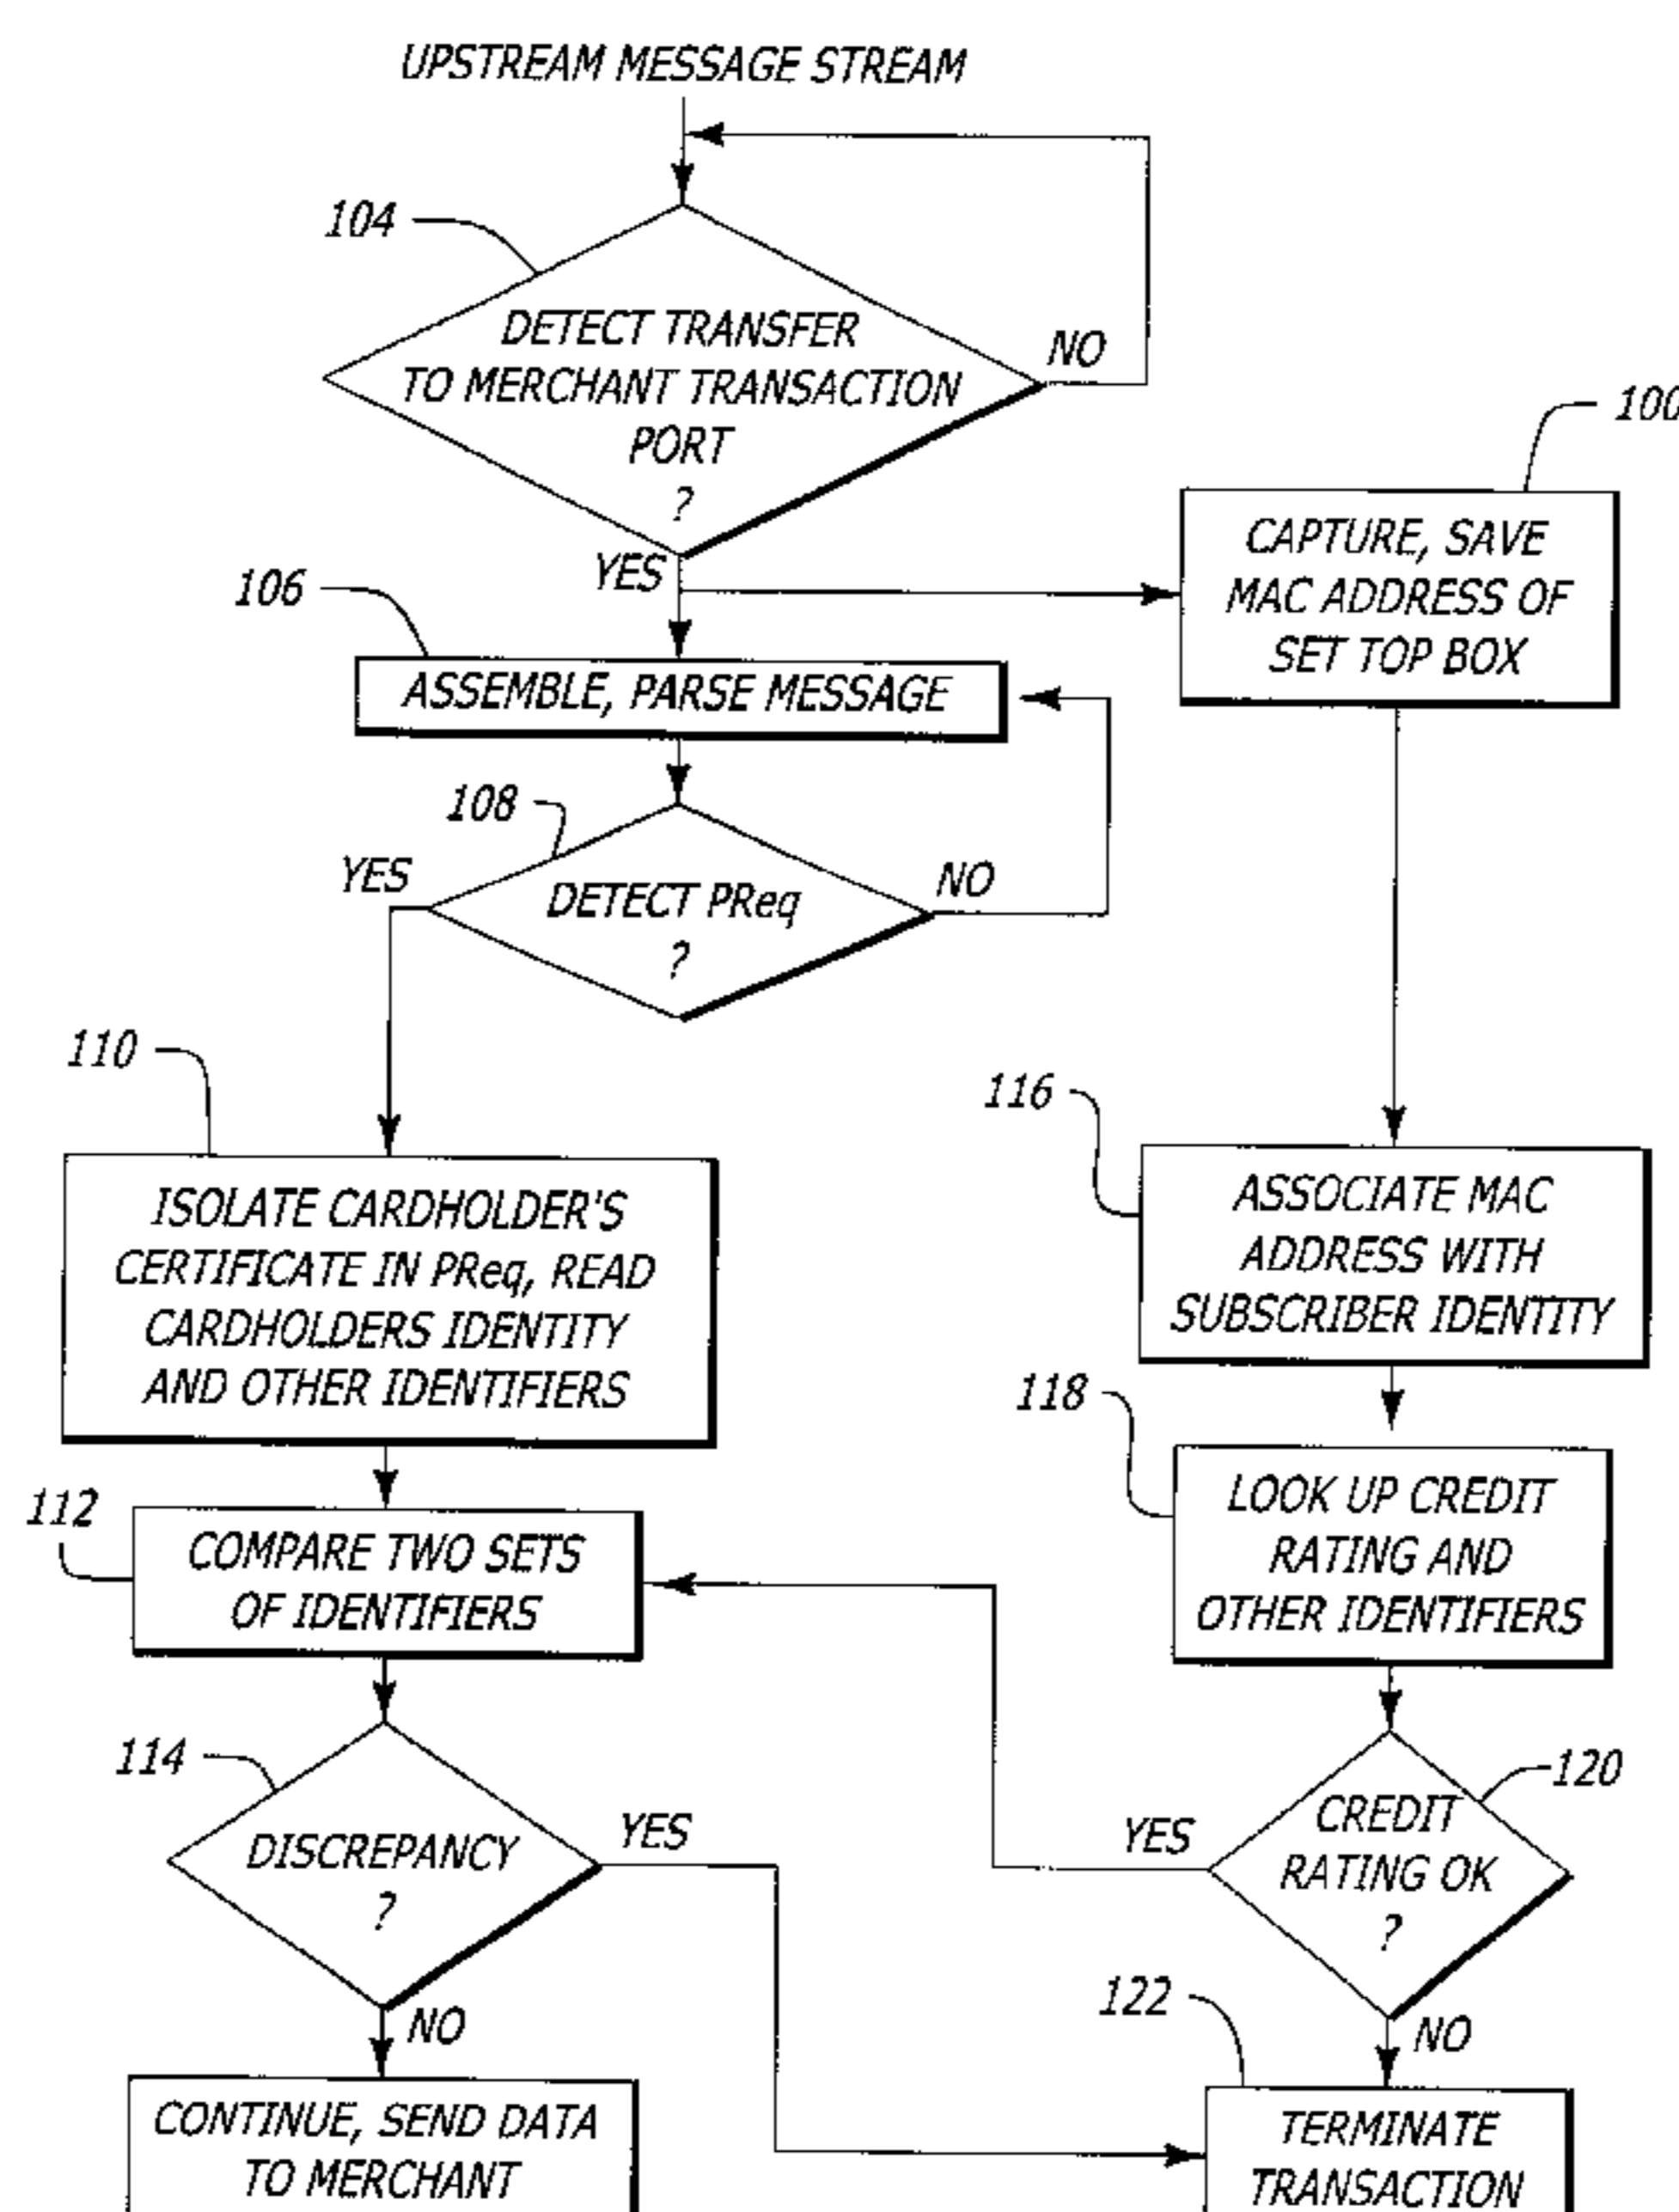 UPSTREAM MESSAGE STREAM
104
DETECT TRANSFER
TO MERCHANT TRANSACTION
PORT
?
NO
YES
100
CAPTURE, SAVE
MAC ADDRESS OF
SET TOP BOX
106
ASSEMBLE, PARSE MESSAGE
108
YES
DETECT PReq
?
NO
110
ISOLATE CARDHOLDER'S
CERTIFICATE IN PReq, READ
CARDHOLDERS IDENTITY
AND OTHER IDENTIFIERS
116
ASSOCIATE MAC
ADDRESS WITH
SUBSCRIBER IDENTITY
118
LOOK UP CREDIT
RATING AND
OTHER IDENTIFIERS
112
COMPARE TWO SETS
OF IDENTIFIERS
114
DISCREPANCY
?
YES
NO
120
YES
CREDIT
RATING OK
?
NO
122
CONTINUE, SEND DATA
TO MERCHANT
TERMINATE
TRANSACTION